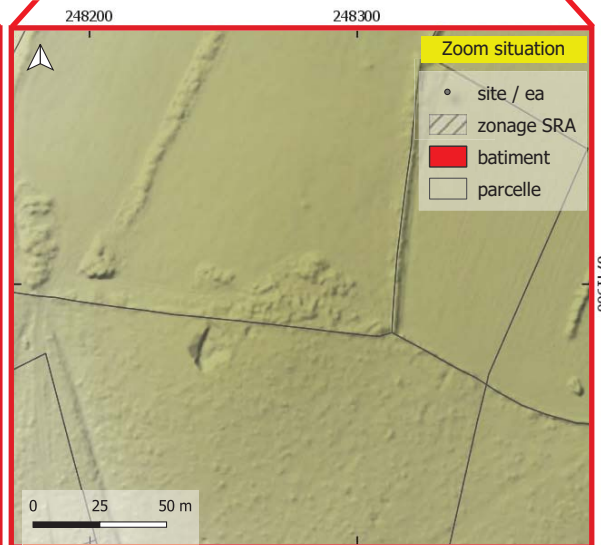 248200 248300
Zoom situation
site / ea
zonage SRA
batiment
parcelle
0 25 50 m